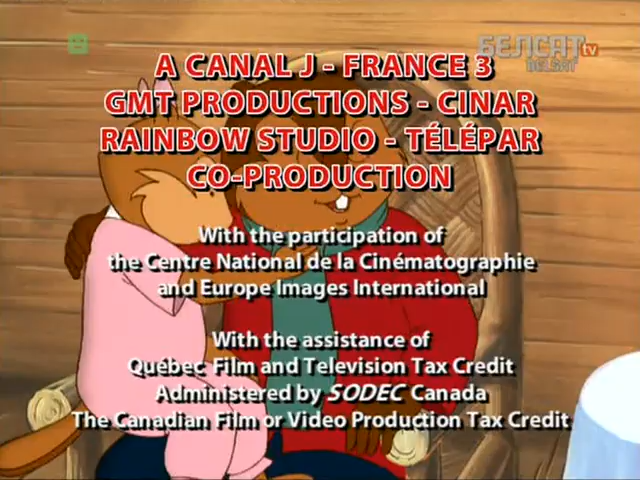 БЕЛСАТ tv
BELSAT
A CANAL J - FRANCE 3
GMT PRODUCTIONS - CINAR
RAINBOW STUDIO - TÉLÉPAR
CO-PRODUCTION
With the participation of
the Centre National de la Cinématographie
and Europe Images International
With the assistance of
Québec Film and Television Tax Credit
Administered by SODEC Canada
The Canadian Film or Video Production Tax Credit